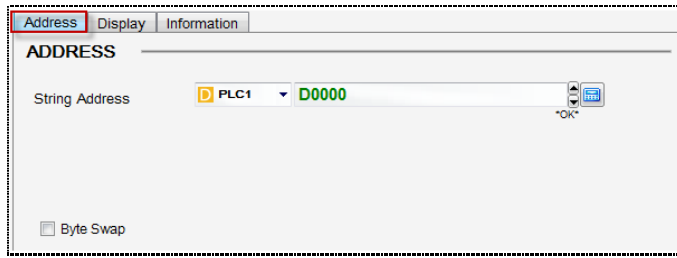 Address Display Information
ADDRESS
String Address D PLC1 D0000
*OK*
Byte Swap